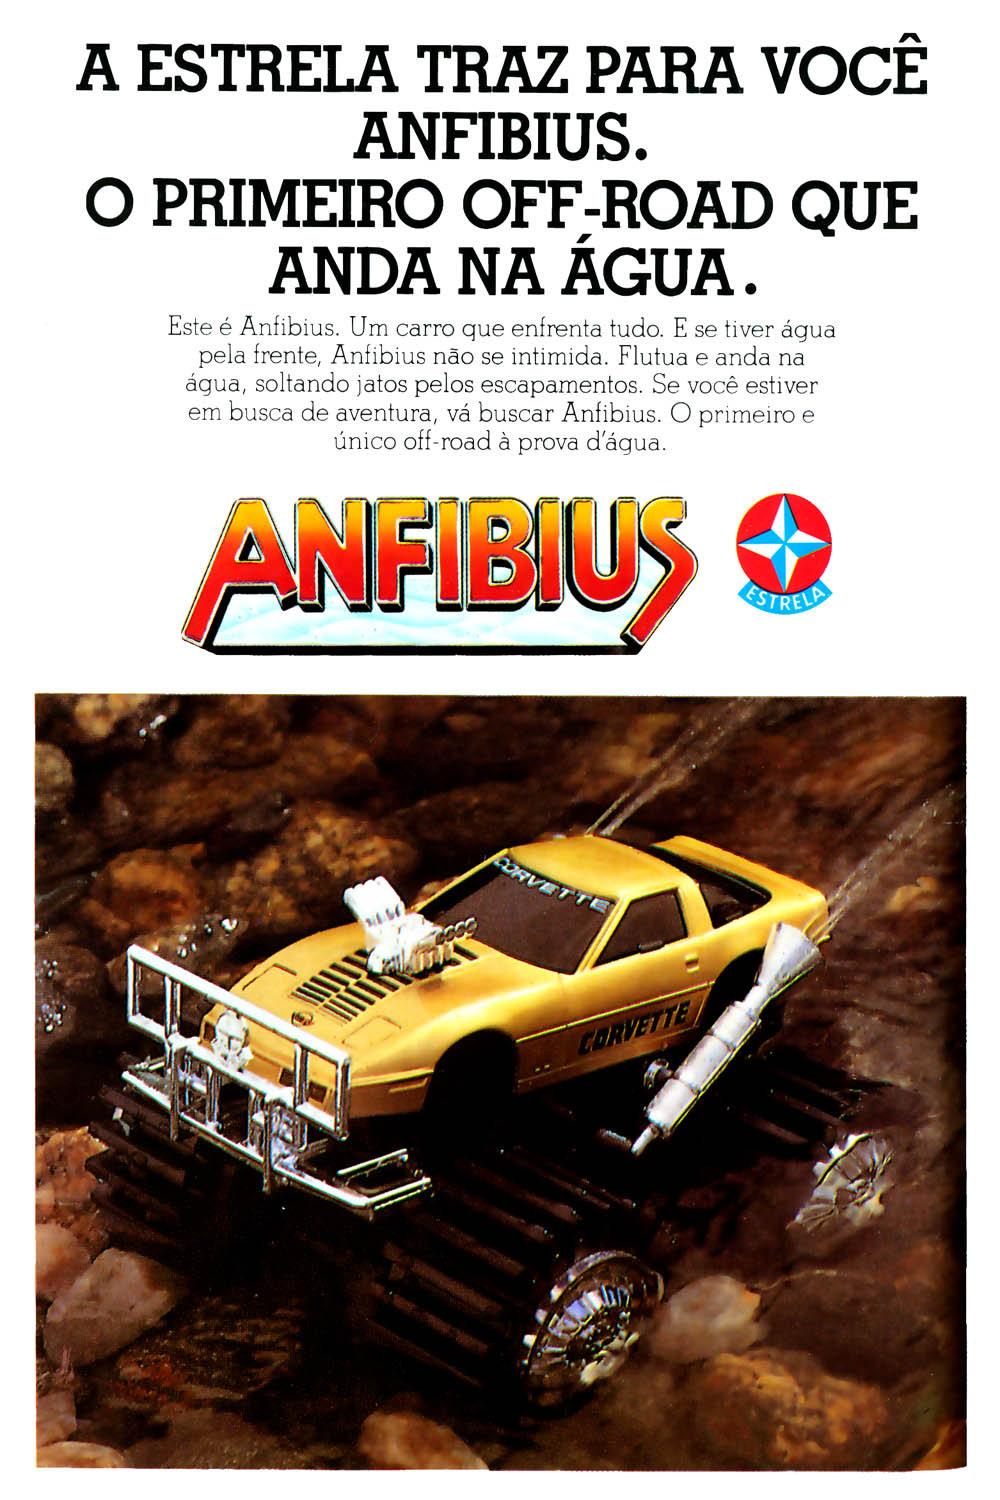 A ESTRELA TRAZ PARA VOCÊ
ANFIBIUS.
O PRIMEIRO OFF-ROAD QUE
ANDA NA ÁGUA.
Este é Anfibius. Um carro que enfrenta tudo. E se tiver água
pela frente, Anfibius não se intimida. Flutua e anda na
água, soltando jatos pelos escapamentos. Se você estiver
em busca de aventura, vá buscar Anfibius. O primeiro e
único off-road à prova d'água.
ANFIBIUS
ESTRELA
CORVETTE
CORVETTE